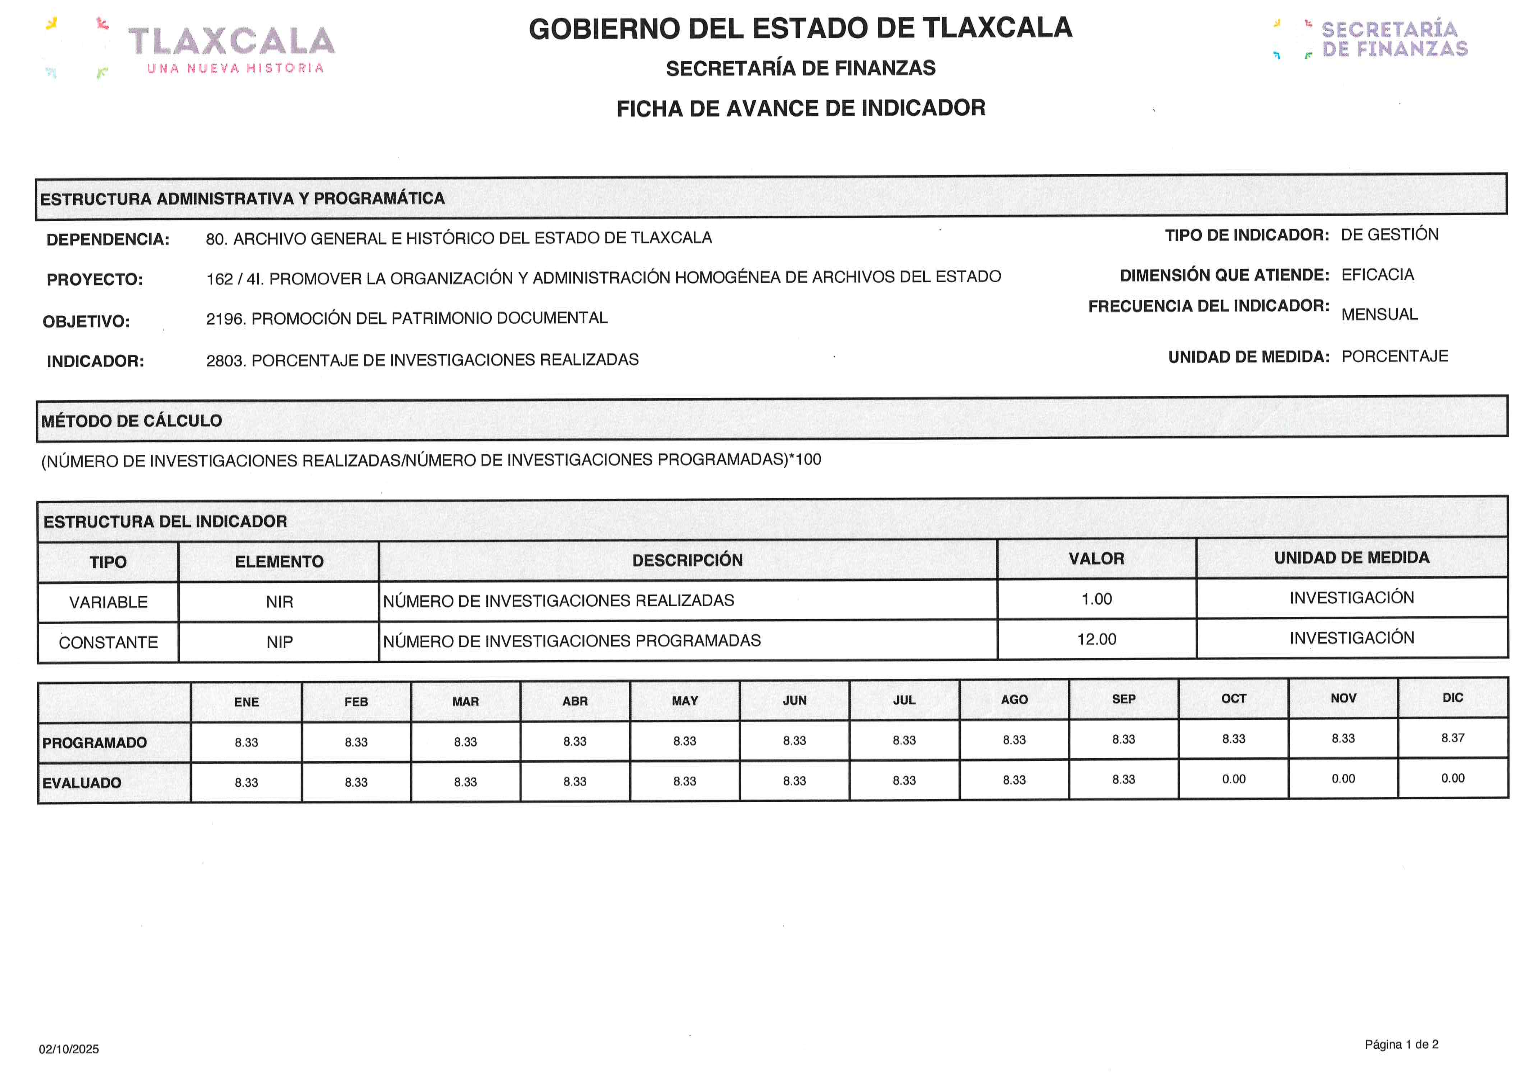 TLAXCALA
UNA NUEVA HISTORIA
GOBIERNO DEL ESTADO DE TLAXCALA
SECRETARÍA DE FINANZAS
FICHA DE AVANCE DE INDICADOR
SECRETARÍA
DE FINANZAS
ESTRUCTURA ADMINISTRATIVA Y PROGRAMÁTICA
DEPENDENCIA: 80. ARCHIVO GENERAL E HISTÓRICO DEL ESTADO DE TLAXCALA TIPO DE INDICADOR: DE GESTIÓN
PROYECTO: 162 / 4I. PROMOVER LA ORGANIZACIÓN Y ADMINISTRACIÓN HOMOGÉNEA DE ARCHIVOS DEL ESTADO DIMENSIÓN QUE ATIENDE: EFICACIA
OBJETIVO: 2196. PROMOCIÓN DEL PATRIMONIO DOCUMENTAL FRECUENCIA DEL INDICADOR: MENSUAL
INDICADOR: 2803. PORCENTAJE DE INVESTIGACIONES REALIZADAS UNIDAD DE MEDIDA: PORCENTAJE
MÉTODO DE CÁLCULO
(NÚMERO DE INVESTIGACIONES REALIZADAS/NÚMERO DE INVESTIGACIONES PROGRAMADAS)*100
ESTRUCTURA DEL INDICADOR
TIPO ELEMENTO DESCRIPCIÓN VALOR UNIDAD DE MEDIDA
VARIABLE NIR NÚMERO DE INVESTIGACIONES REALIZADAS 1.00 INVESTIGACIÓN
CONSTANTE NIP NÚMERO DE INVESTIGACIONES PROGRAMADAS 12.00 INVESTIGACIÓN
ENE FEB MAR ABR MAY JUN JUL AGO SEP OCT NOV DIC
PROGRAMADO 8.33 8.33 8.33 8.33 8.33 8.33 8.33 8.33 8.33 8.33 8.33 8.37
EVALUADO 8.33 8.33 8.33 8.33 8.33 8.33 8.33 8.33 8.33 0.00 0.00 0.00
02/10/2025 Página 1 de 2